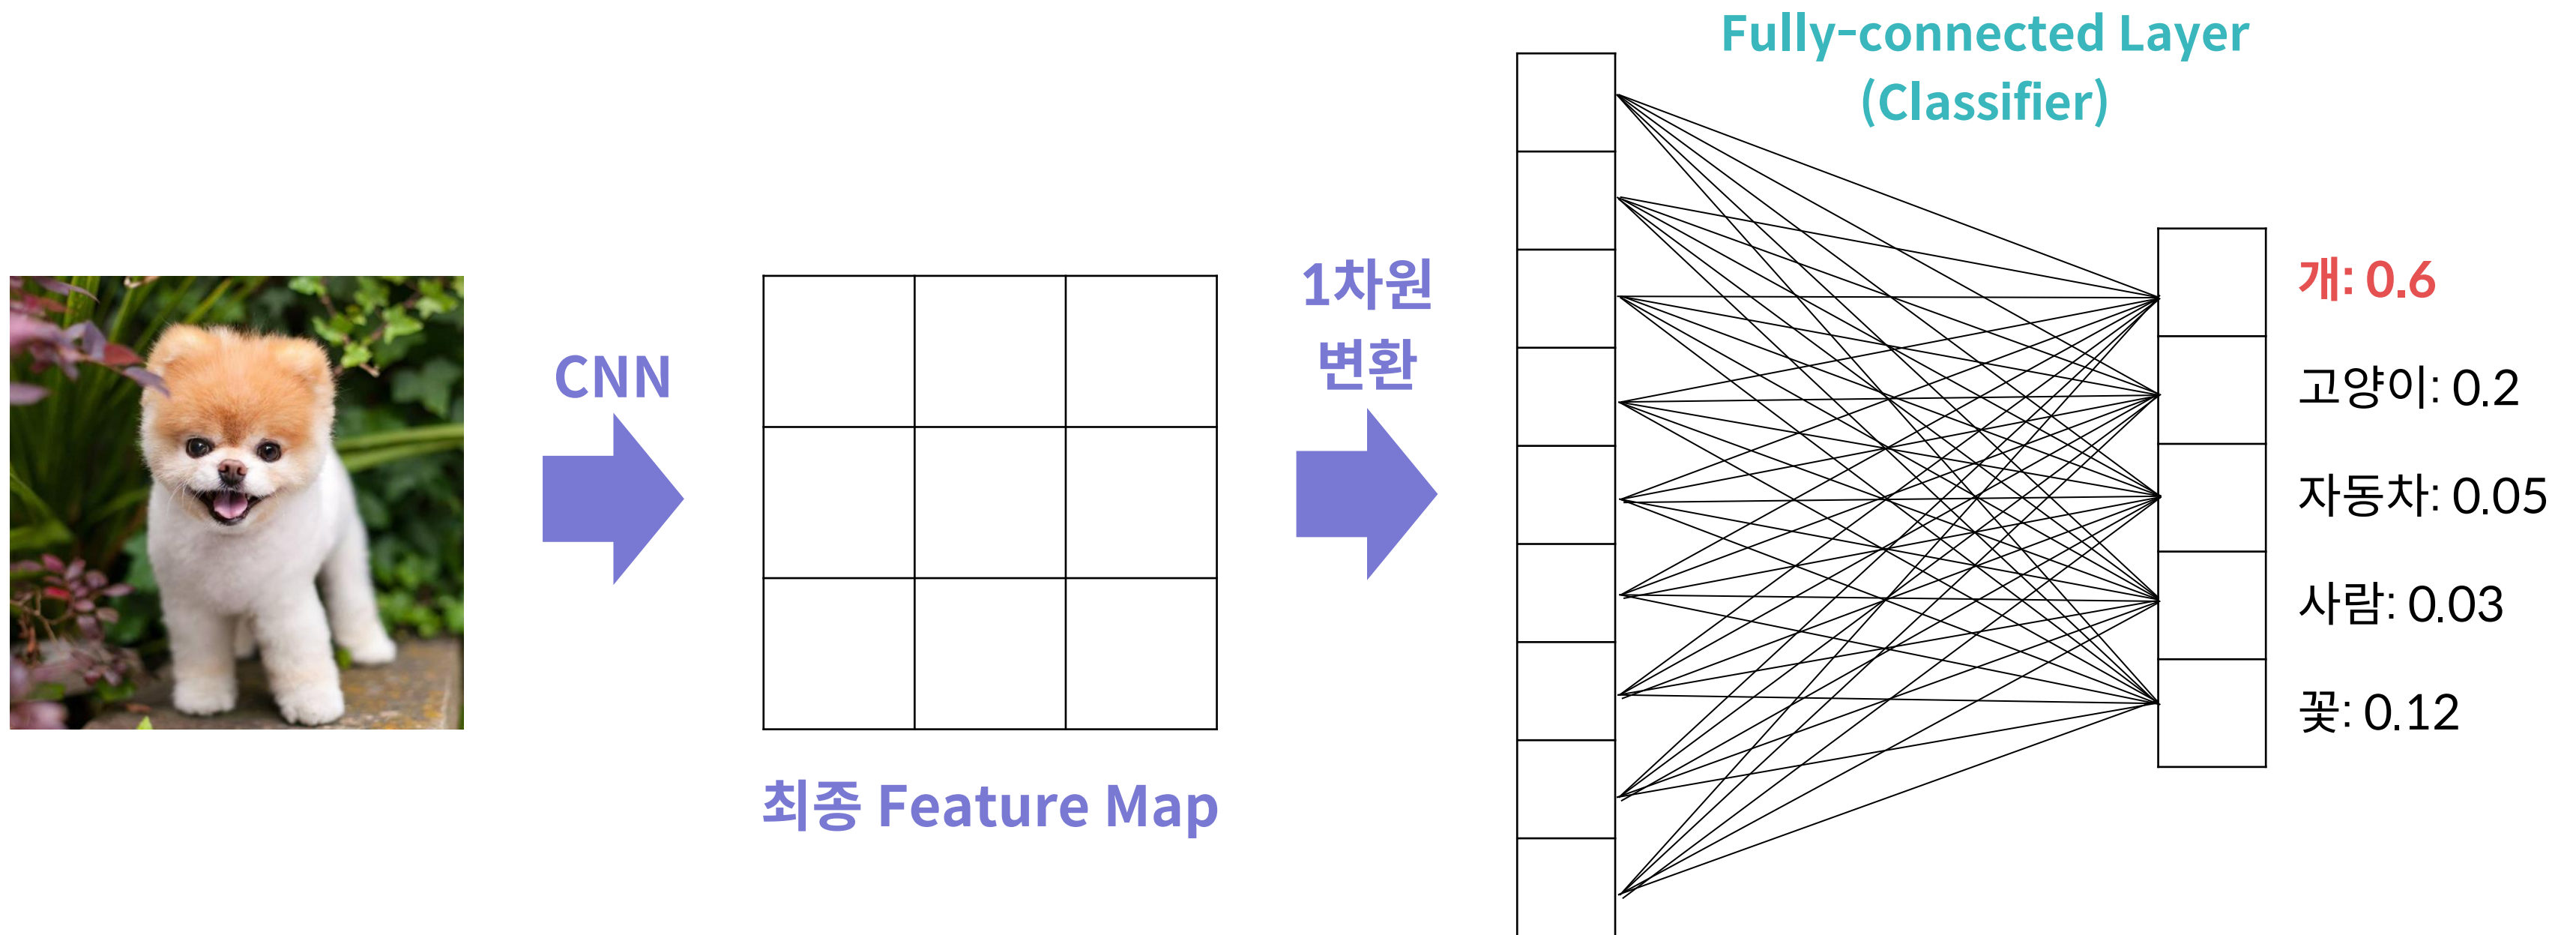 CNN
최종 Feature Map
1차원
변환
Fully-connected Layer
(Classifier)
개: 0.6
고양이: 0.2
자동차: 0.05
사람: 0.03
꽃: 0.12